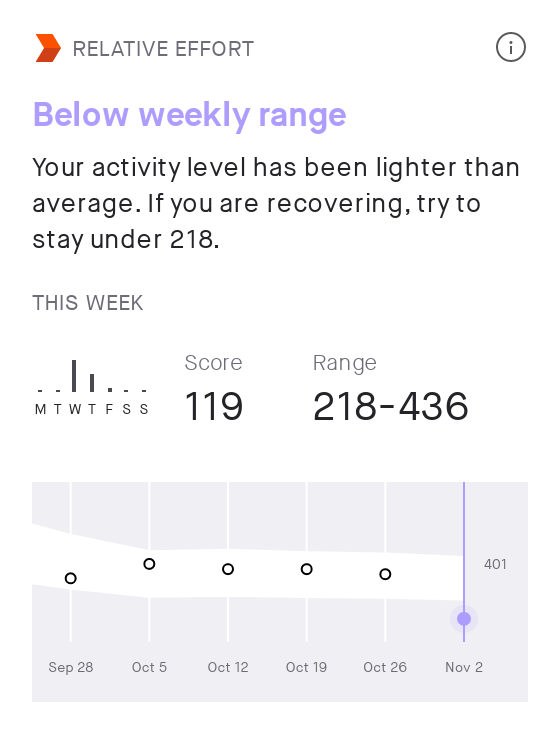 RELATIVE EFFORT
Below weekly range
Your activity level has been lighter than
average. If you are recovering, try to
stay under 218.
THIS WEEK
Score
Range
119
218-436
M T W T F S S
401
Sep 28
Oct 5
Oct 12
Oct 19
Oct 26
Nov 2